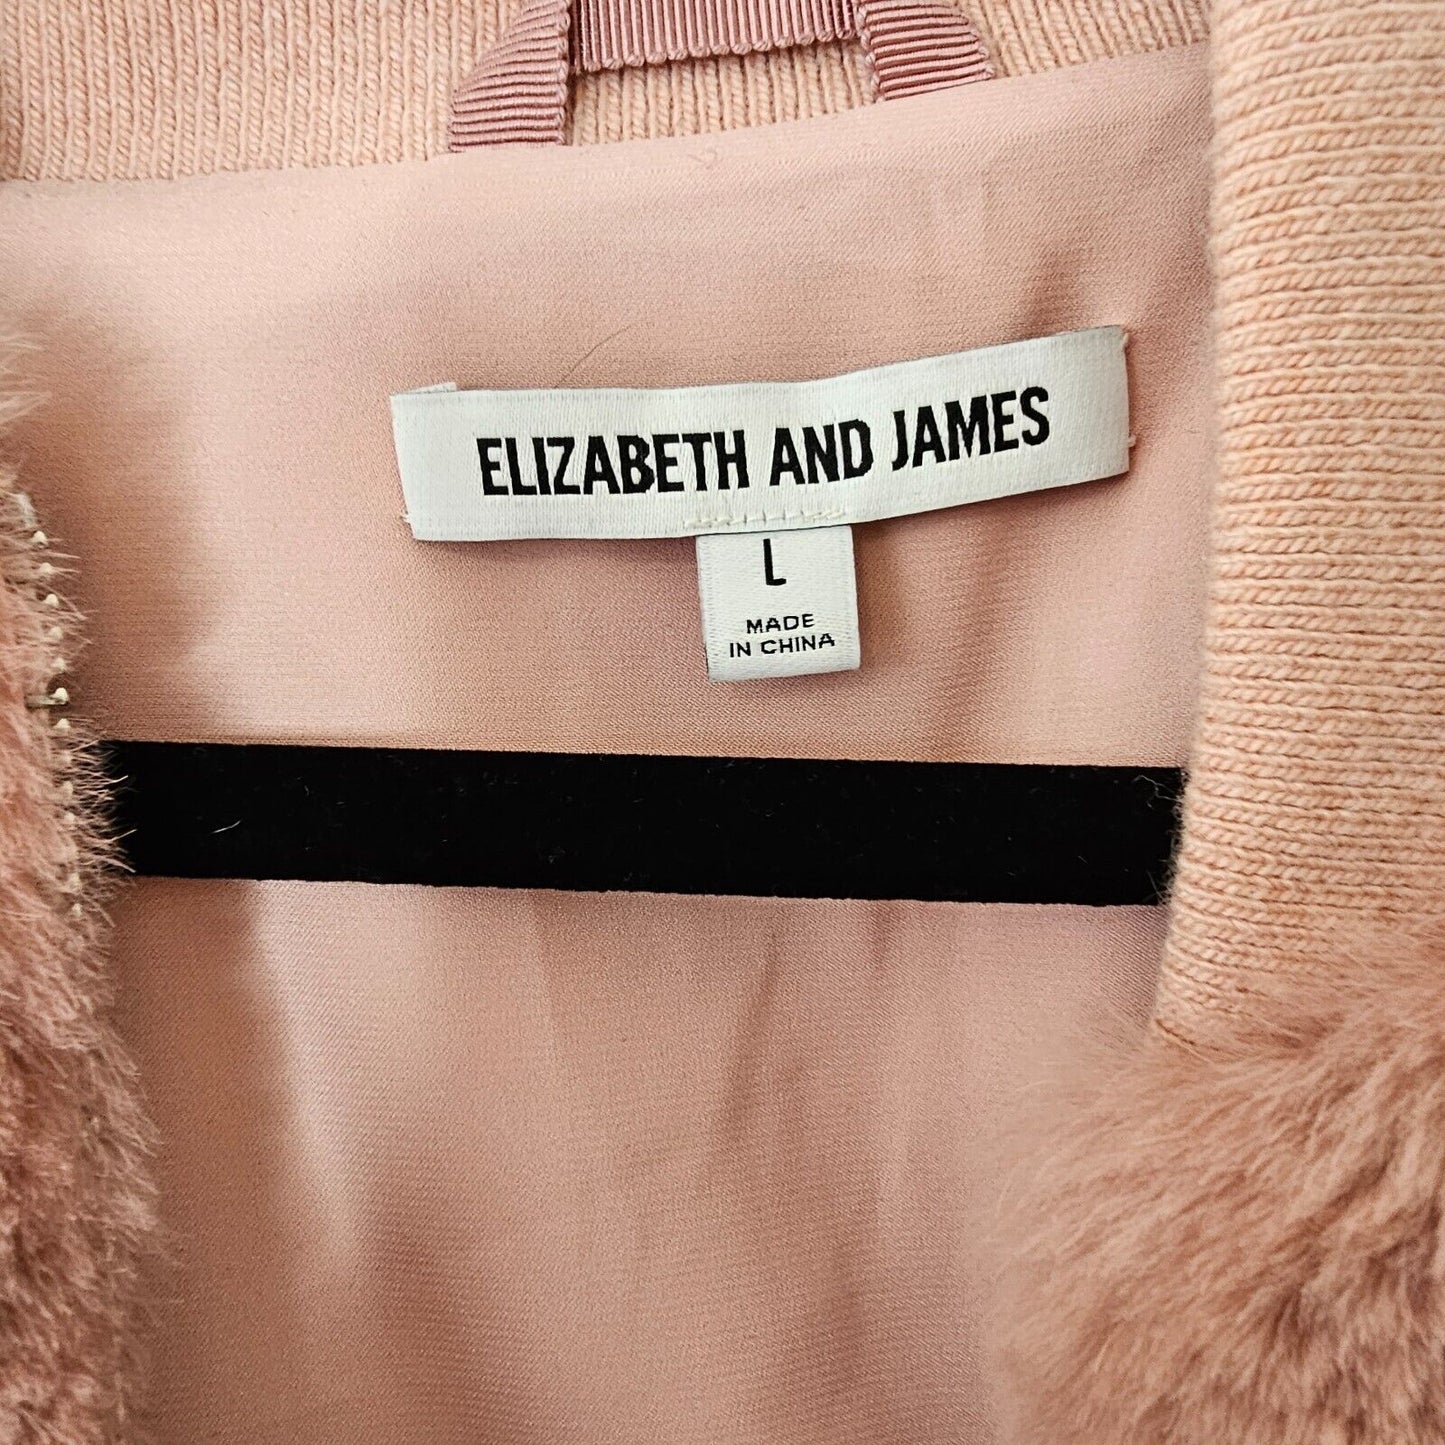 ELIZABETH AND JAMES
L
MADE
IN CHINA